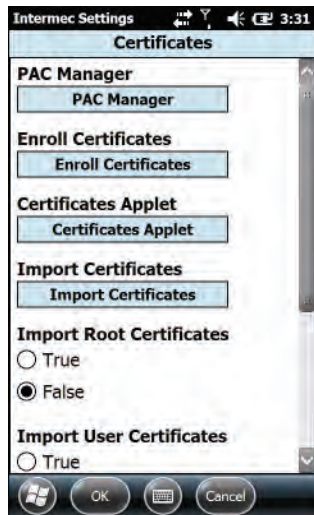 Intermec Settings 3:31
Certificates
PAC Manager
PAC Manager
Enroll Certificates
Enroll Certificates
Certificates Applet
Certificates Applet
Import Certificates
Import Certificates
Import Root Certificates
True
False
Import User Certificates
True
OK Cancel